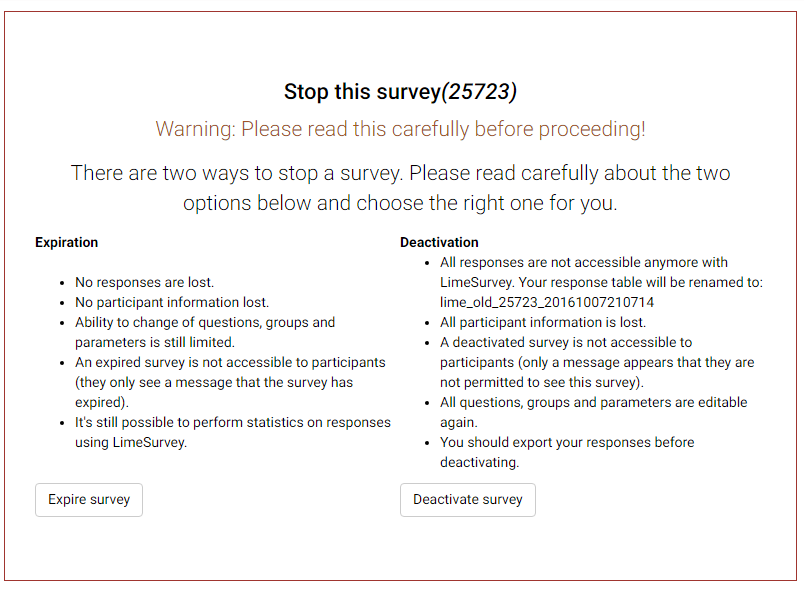 Stop this survey(25723)
Warning: Please read this carefully before proceeding!
There are two ways to stop a survey. Please read carefully about the two
options below and choose the right one for you.
Expiration
No responses are lost.
No participant information lost.
Ability to change of questions, groups and
parameters is still limited.
An expired survey is not accessible to participants
(they only see a message that the survey has
expired).
It's still possible to perform statistics on responses
using LimeSurvey.
Expire survey
Deactivation
All responses are not accessible anymore with
LimeSurvey. Your response table will be renamed to:
lime_old_25723_20161007210714
All participant information is lost.
A deactivated survey is not accessible to
participants (only a message appears that they are
not permitted to see this survey).
All questions, groups and parameters are editable
again.
You should export your responses before
deactivating.
Deactivate survey